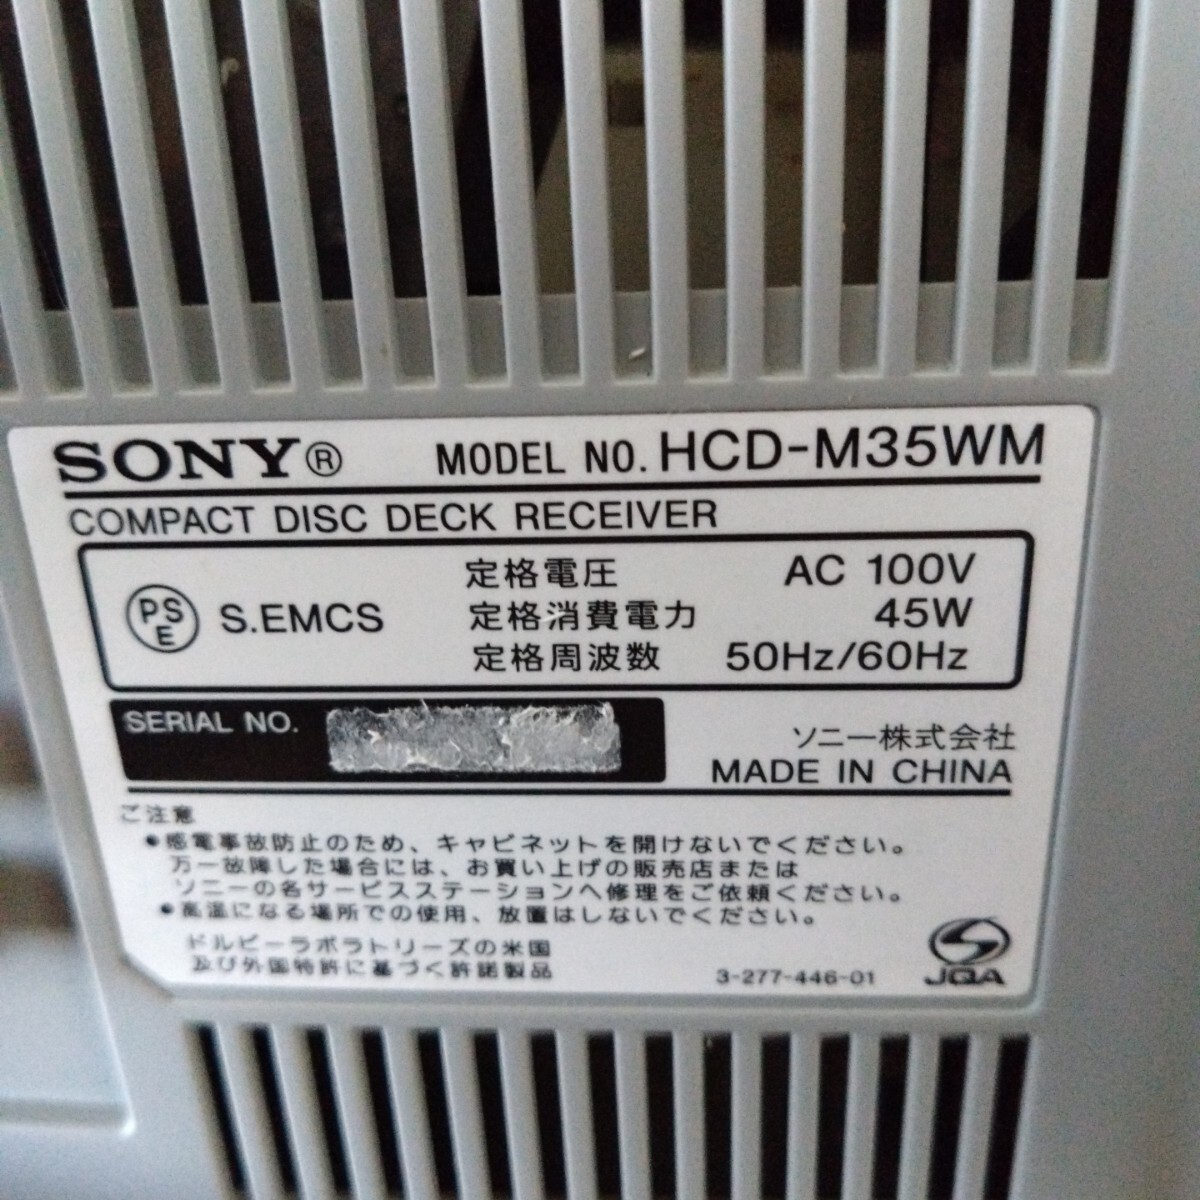 SONY® MODEL NO. HCD-M35WM
COMPACT DISC DECK RECEIVER
PSE S.EMCS
定格電圧 AC 100V
定格消費電力 45W
定格周波数 50Hz/60Hz
SERIAL NO.
ソニー株式会社
MADE IN CHINA
ご注意
●感電事故防止のため、キャビネットを開けないでください。
万一故障した場合には、お買い上げの販売店または
ソニーの各サービスステーションへ修理をご依頼ください。
●高温になる場所での使用、放置はしないでください。
ドルビーラボラトリーズの米国
及び外国特許に基づく許諾製品
3-277-446-01
JQA